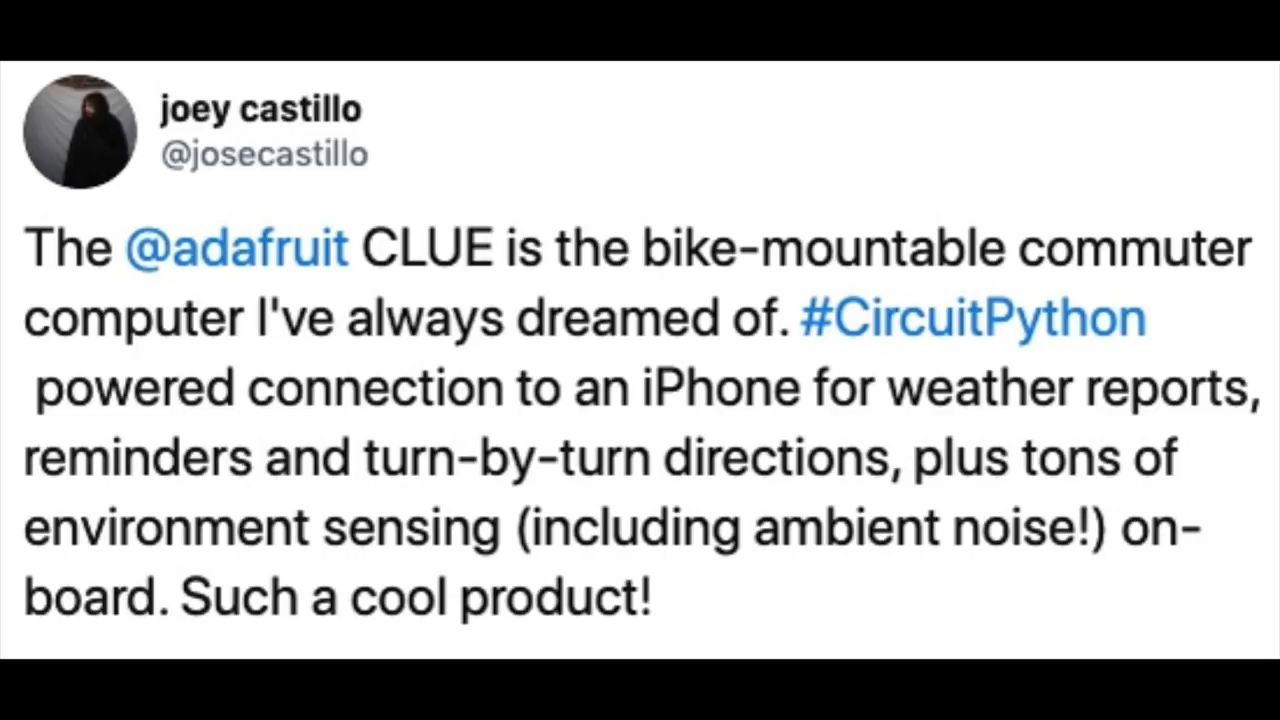 joey castillo
@josecastillo
The @adafruit CLUE is the bike-mountable commuter
computer I've always dreamed of. #CircuitPython
powered connection to an iPhone for weather reports,
reminders and turn-by-turn directions, plus tons of
environment sensing (including ambient noise!) on-
board. Such a cool product!